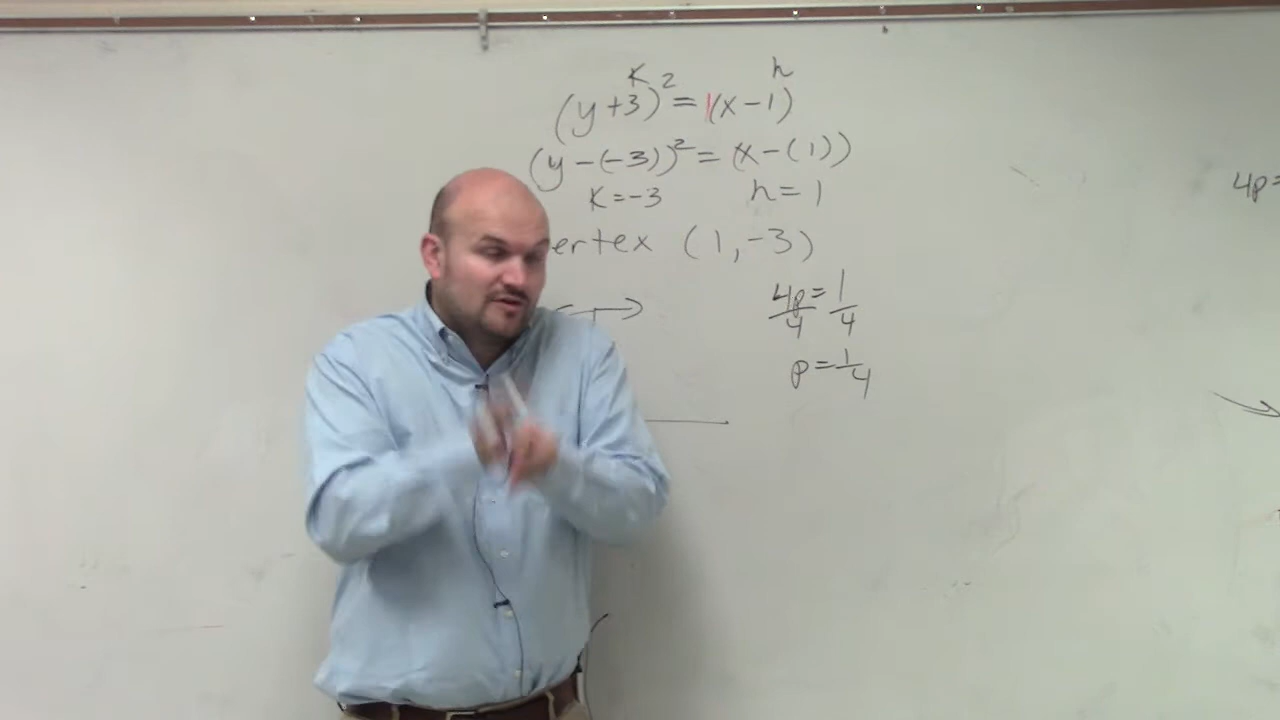 K h
(y+3)² = 1(x-1)
(y-(-3))² = (x-(1))
K=-3 h=1
ertex (1,-3)
4p/4 = 1/4
p=1/4
4p=